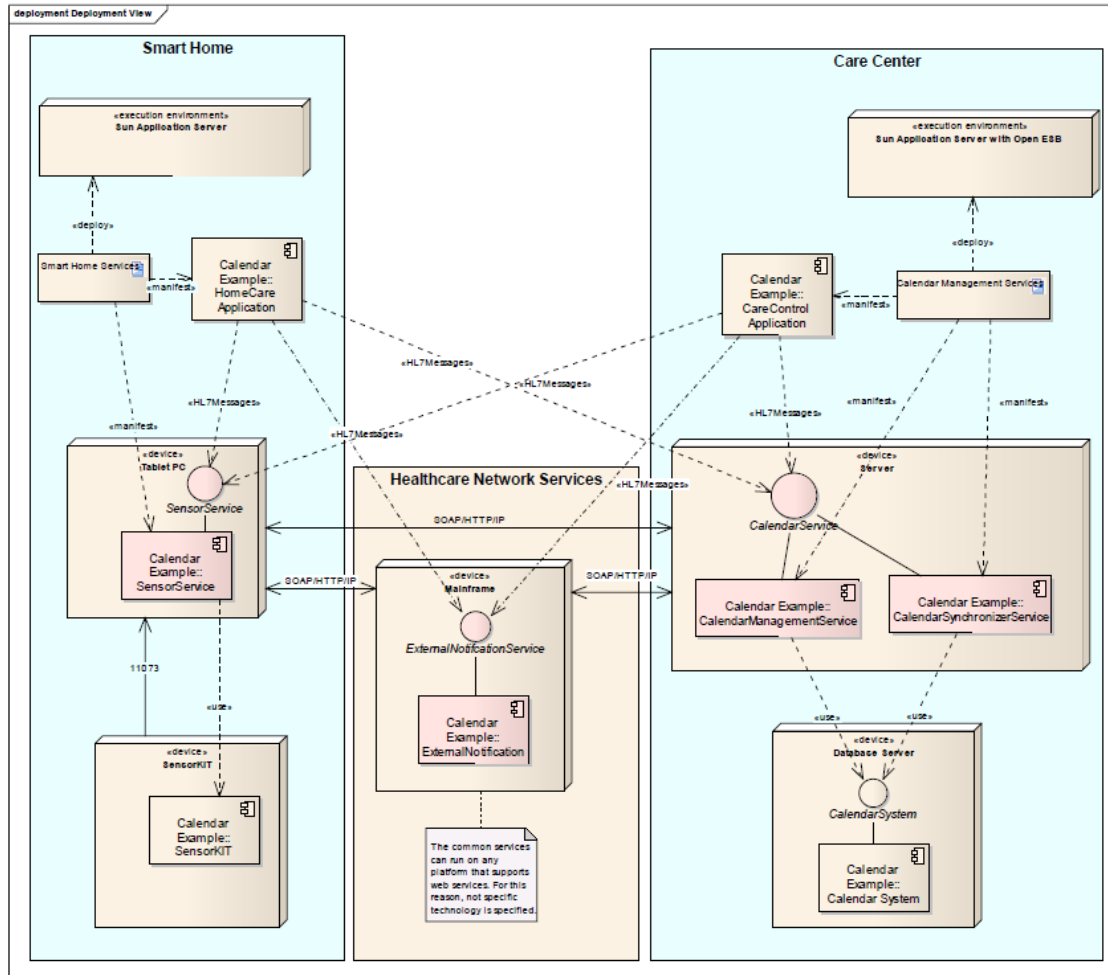 deployment Deployment View
Smart Home
«execution environment»
Sun Application Server
«deploy»
Smart Home Services
«manifest»
Calendar
Example::
HomeCare
Application
«HL7Messages»
«HL7Messages»
«HL7Messages»
«manifest»
«device»
Tablet PC
SensorService
Calendar
Example::
SensorService
11073
«use»
«device»
SensorKIT
Calendar
Example::
SensorKIT
SOAP/HTTP/IP
SOAP/HTTP/IP
SOAP/HTTP/IP
Healthcare Network Services
«device»
Mainframe
ExternalNotifcationService
Calendar
Example::
ExternalNotification
The common services
can run on any
platform that supports
web services. For this
reason, not specific
technology is specified.
Care Center
«execution environment»
Sun Application Server with Open ESB
«deploy»
Calendar Management Services
«manifest»
Calendar
Example::
CareControl
Application
«HL7Messages»
«HL7Messages»
«HL7Messages»
«manifest»
«manifest»
«device»
Server
CalendarService
Calendar Example::
CalendarManagementService
Calendar Example::
CalendarSynchronizerService
«use»
«use»
«device»
Database Server
CalendarSystem
Calendar
Example::
Calendar System